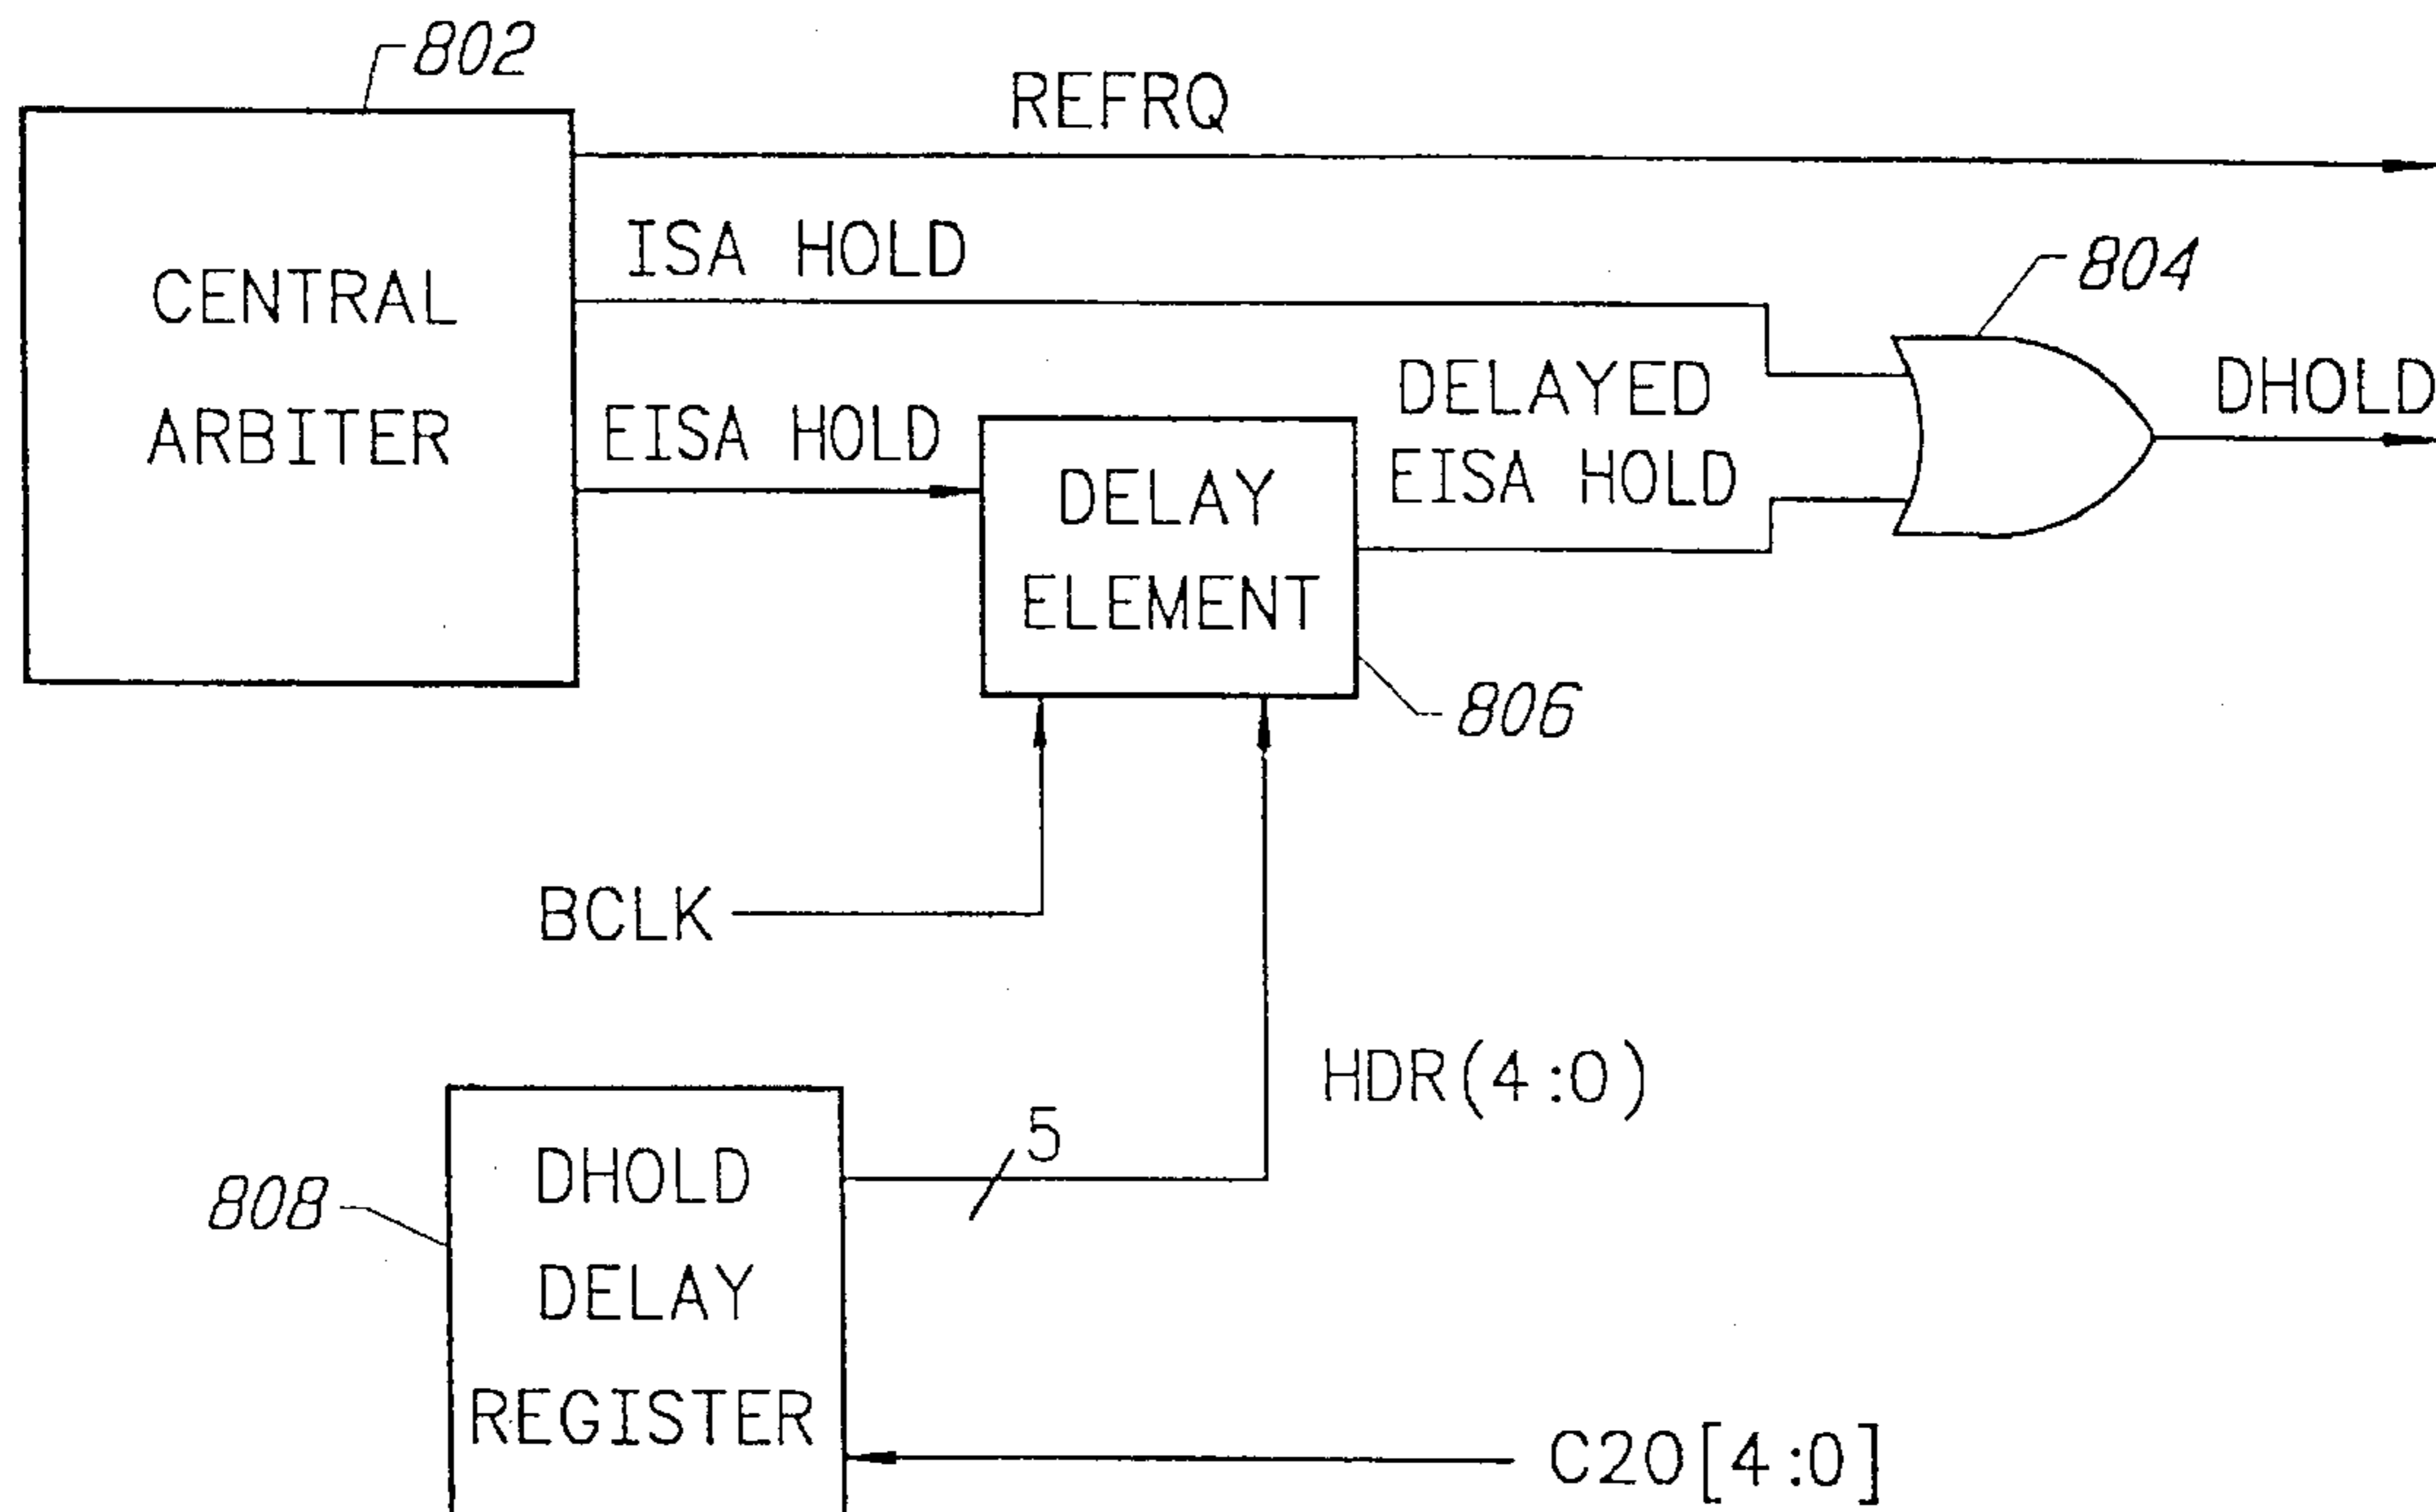 802
REFRQ
ISA HOLD
804
CENTRAL
ARBITER
EISA HOLD
DELAYED
EISA HOLD
DHOLD
DELAY
ELEMENT
806
BCLK
HDR(4:0)
5
808
DHOLD
DELAY
REGISTER
C20[4:0]